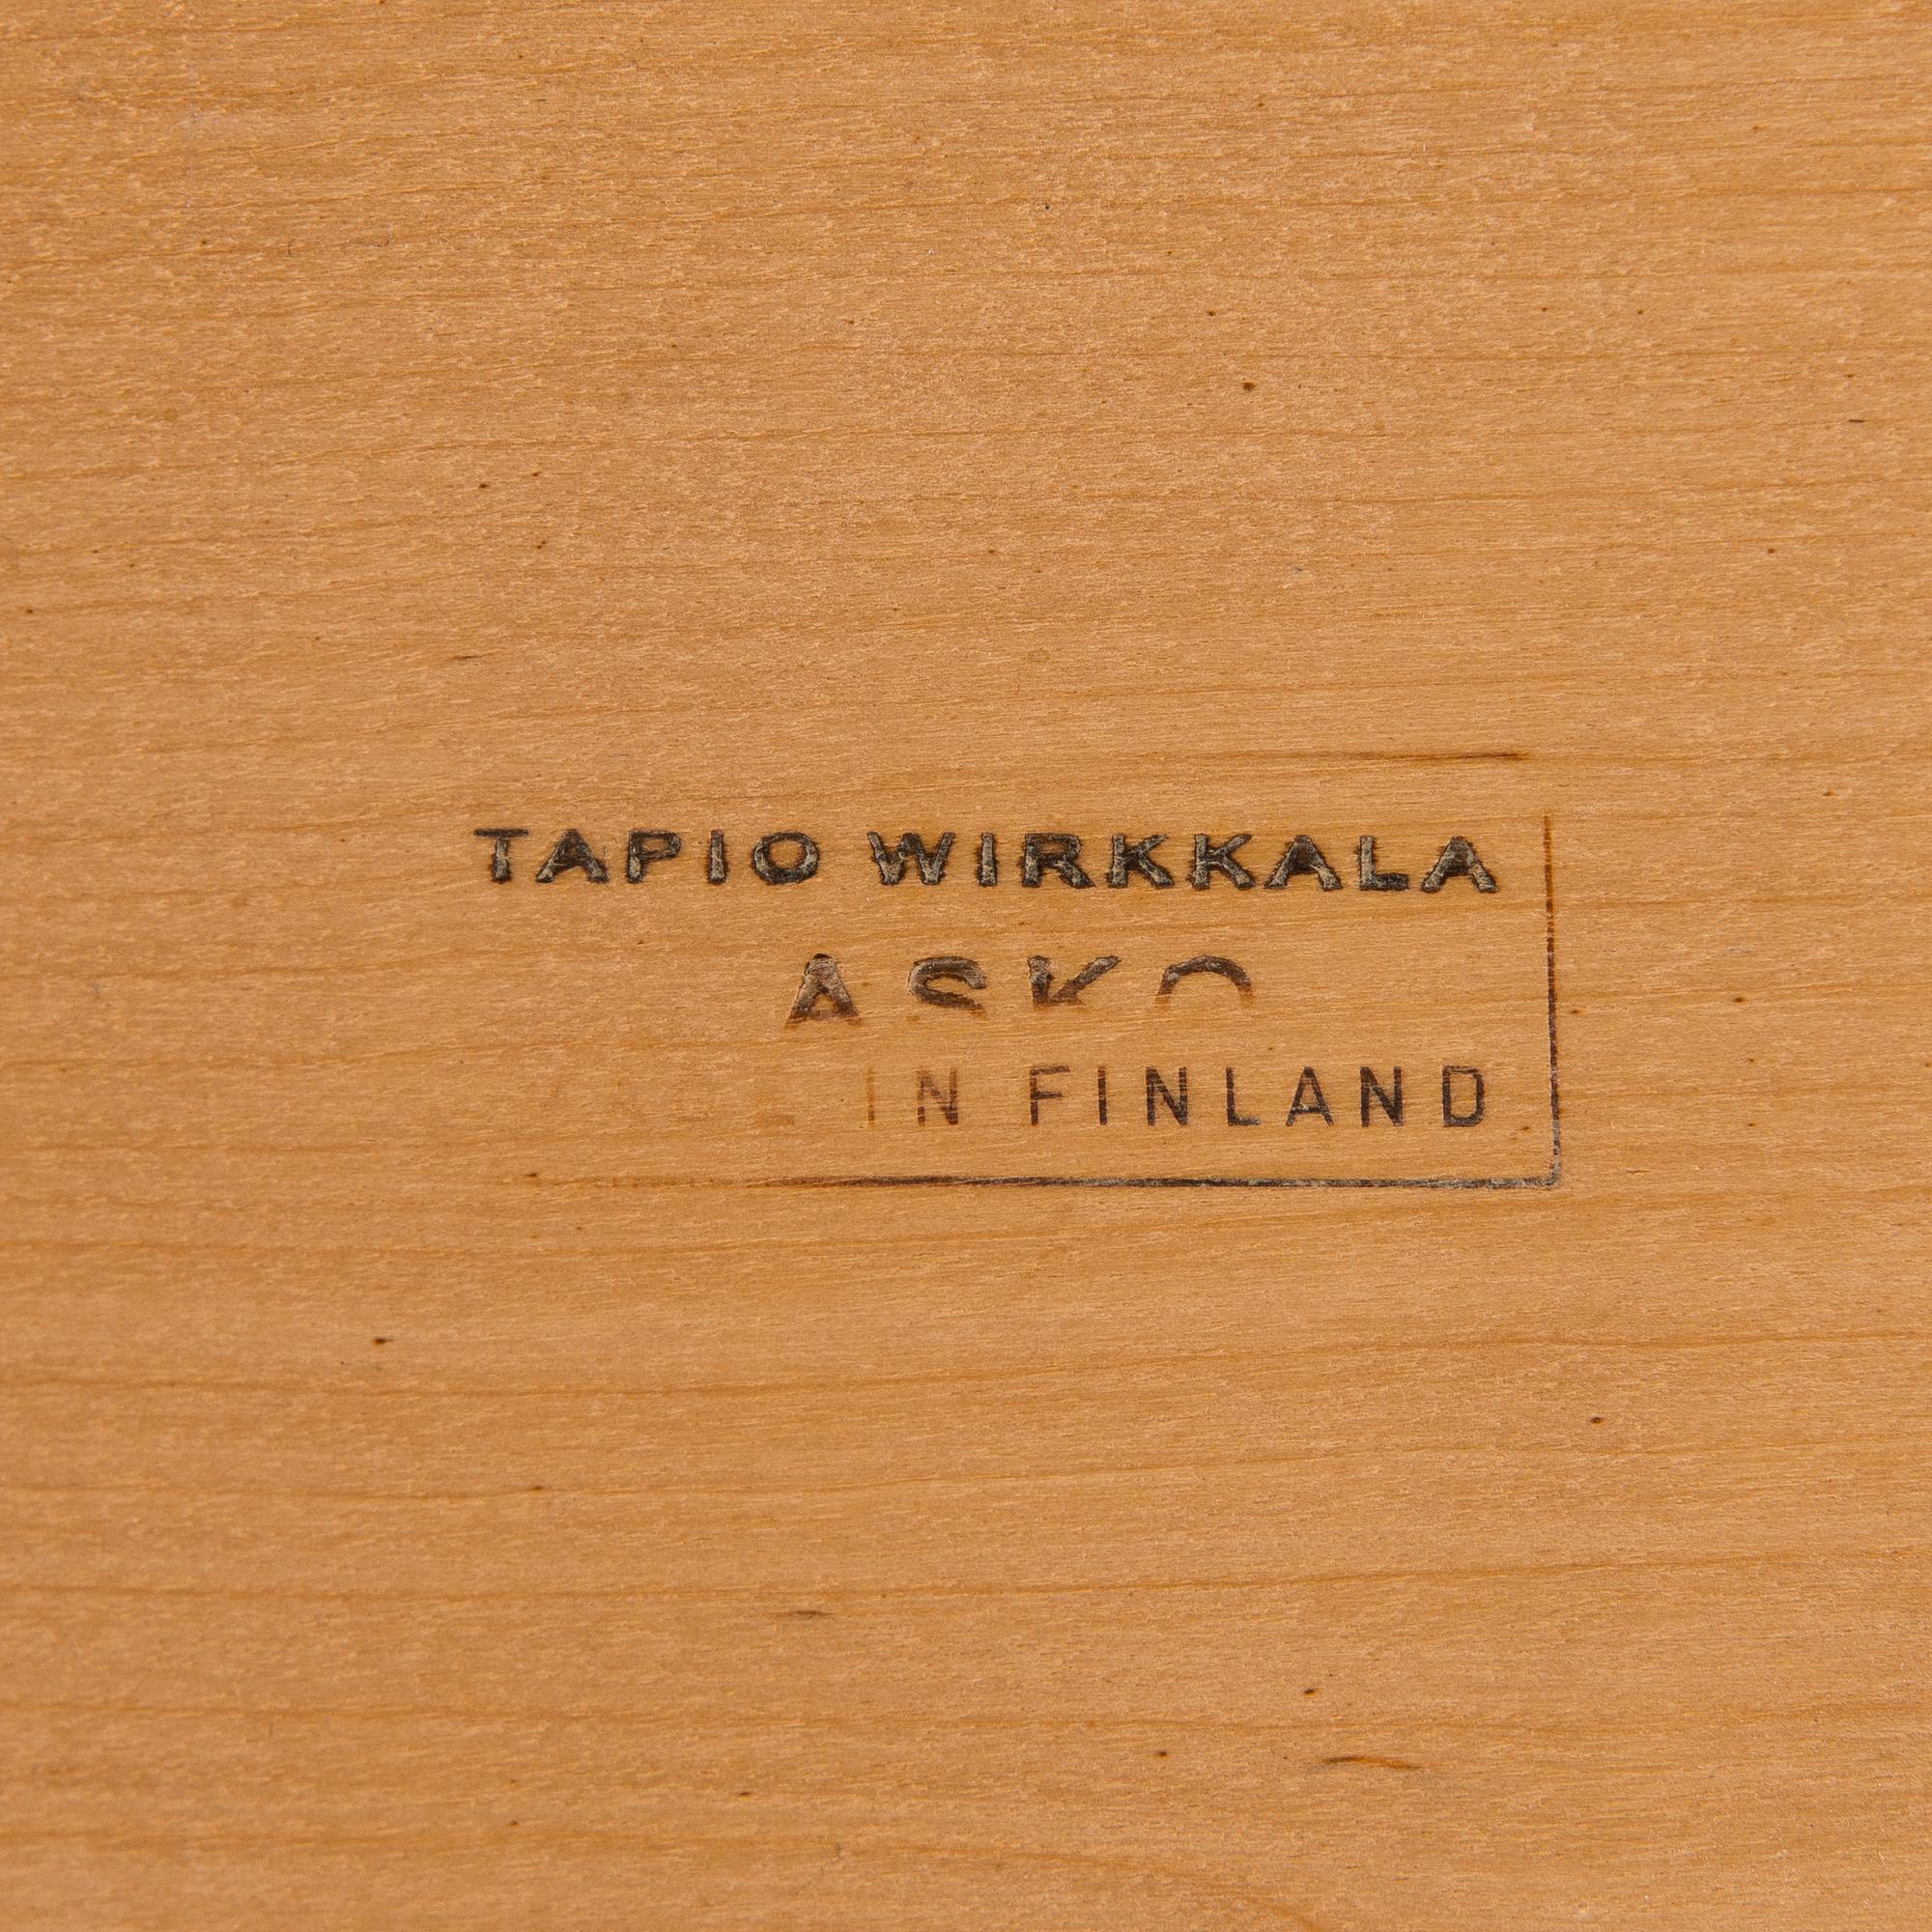 TAPIO WIRKKALA
ASKO
IN FINLAND